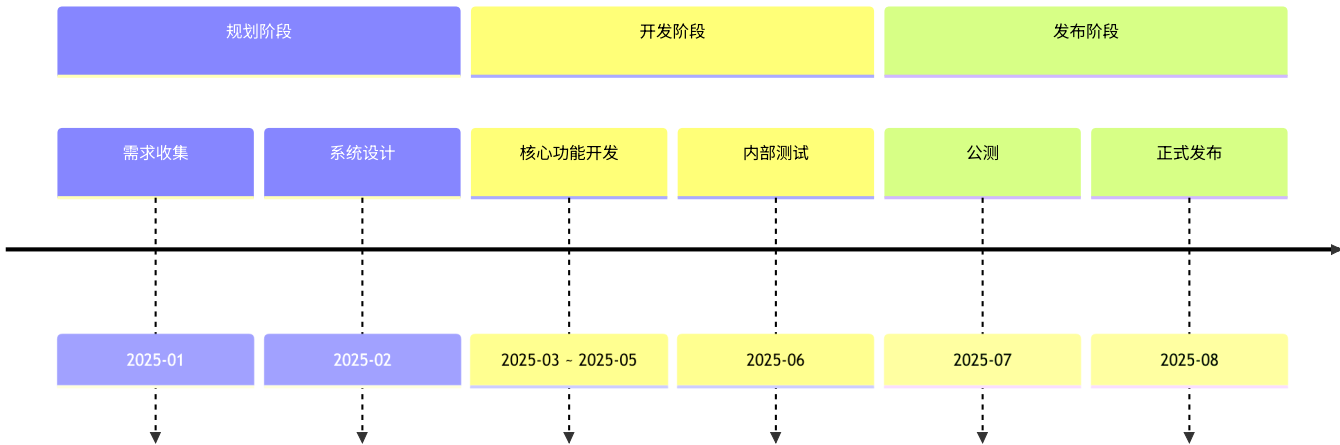 规划阶段
开发阶段
发布阶段
需求收集
系统设计
核心功能开发
内部测试
公测
正式发布
2025-01
2025-02
2025-03 ~ 2025-05
2025-06
2025-07
2025-08